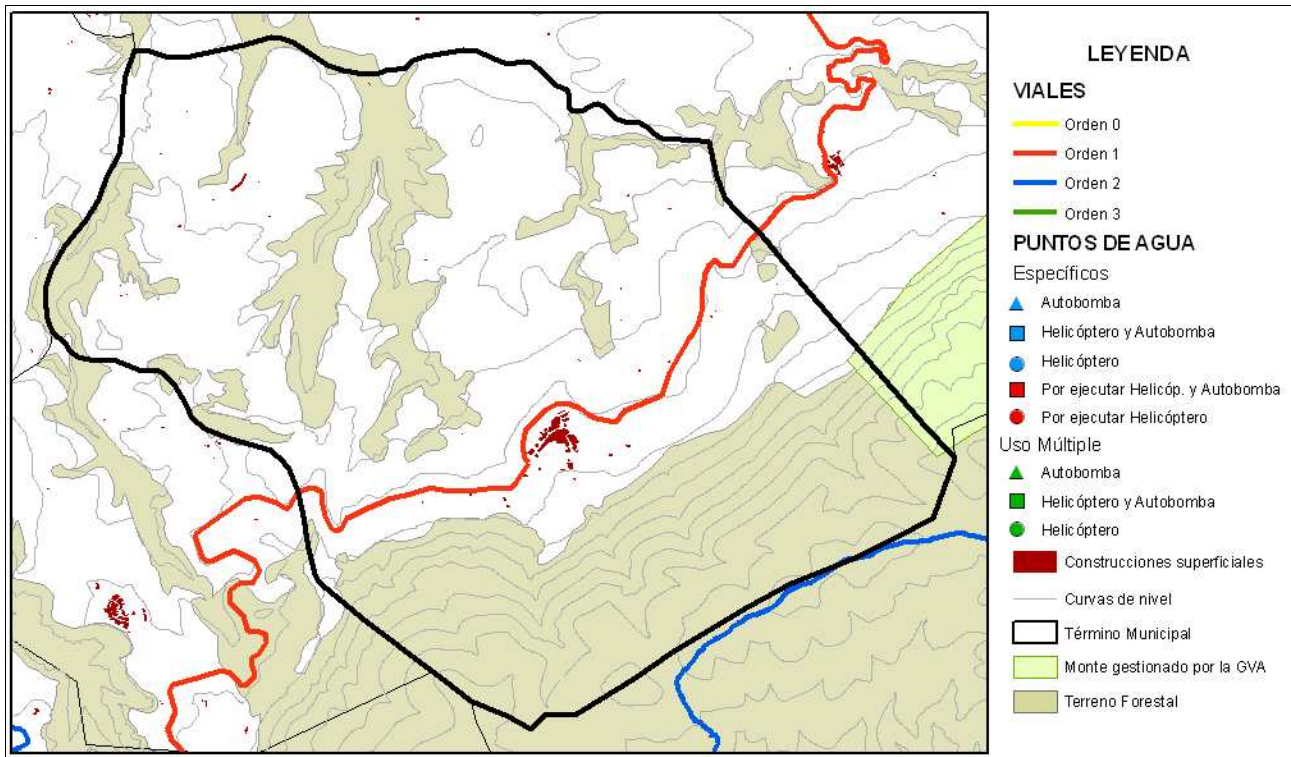 LEYENDA
VIALES
Orden 0
Orden 1
Orden 2
Orden 3
PUNTOS DE AGUA
Específicos
Autobomba
Helicóptero y Autobomba
Helicóptero
Por ejecutar Helicóp. y Autobomba
Por ejecutar Helicóptero
Uso Múltiple
Autobomba
Helicóptero y Autobomba
Helicóptero
Construcciones superficiales
Curvas de nivel
Término Municipal
Monte gestionado por la GVA
Terreno Forestal